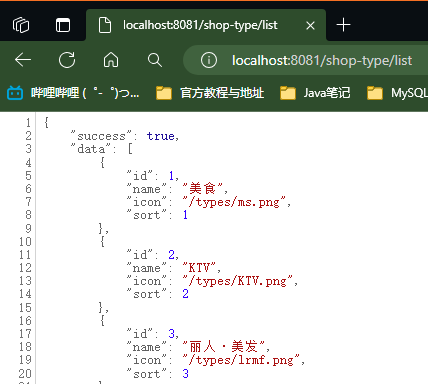 localhost:8081/shop-type/list
localhost:8081/shop-type/list
哔哩哔哩 (゜-゜)つ... 官方教程与地址 Java笔记 MySQL
1 {
2 "success": true,
3 "data": [
4 {
5 "id": 1,
6 "name": "美食",
7 "icon": "/types/ms.png",
8 "sort": 1
9 },
10 {
11 "id": 2,
12 "name": "KTV",
13 "icon": "/types/KTV.png",
14 "sort": 2
15 },
16 {
17 "id": 3,
18 "name": "丽人·美发",
19 "icon": "/types/lrmf.png",
20 "sort": 3